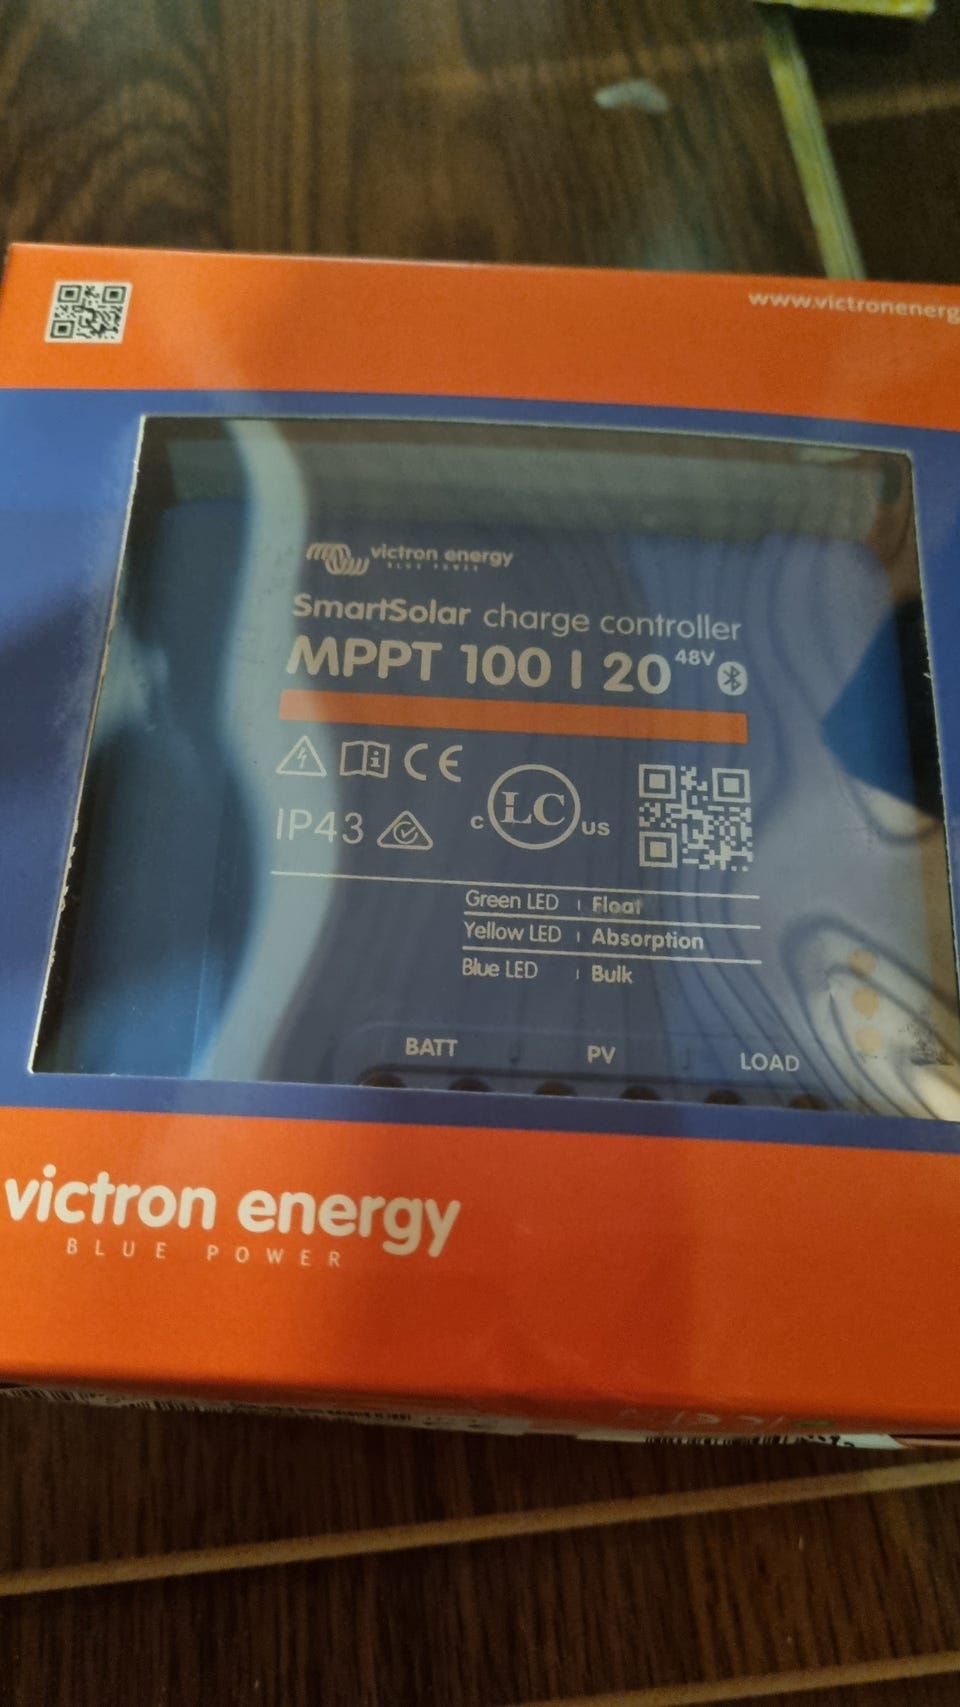 www.victronenerg
victron energy
BLUE POWER
SmartSolar charge controller
MPPT 100 | 20 48V
CE
IP43
c LC us
Green LED | Float
Yellow LED | Absorption
Blue LED | Bulk
BATT PV LOAD
victron energy
BLUE POWER